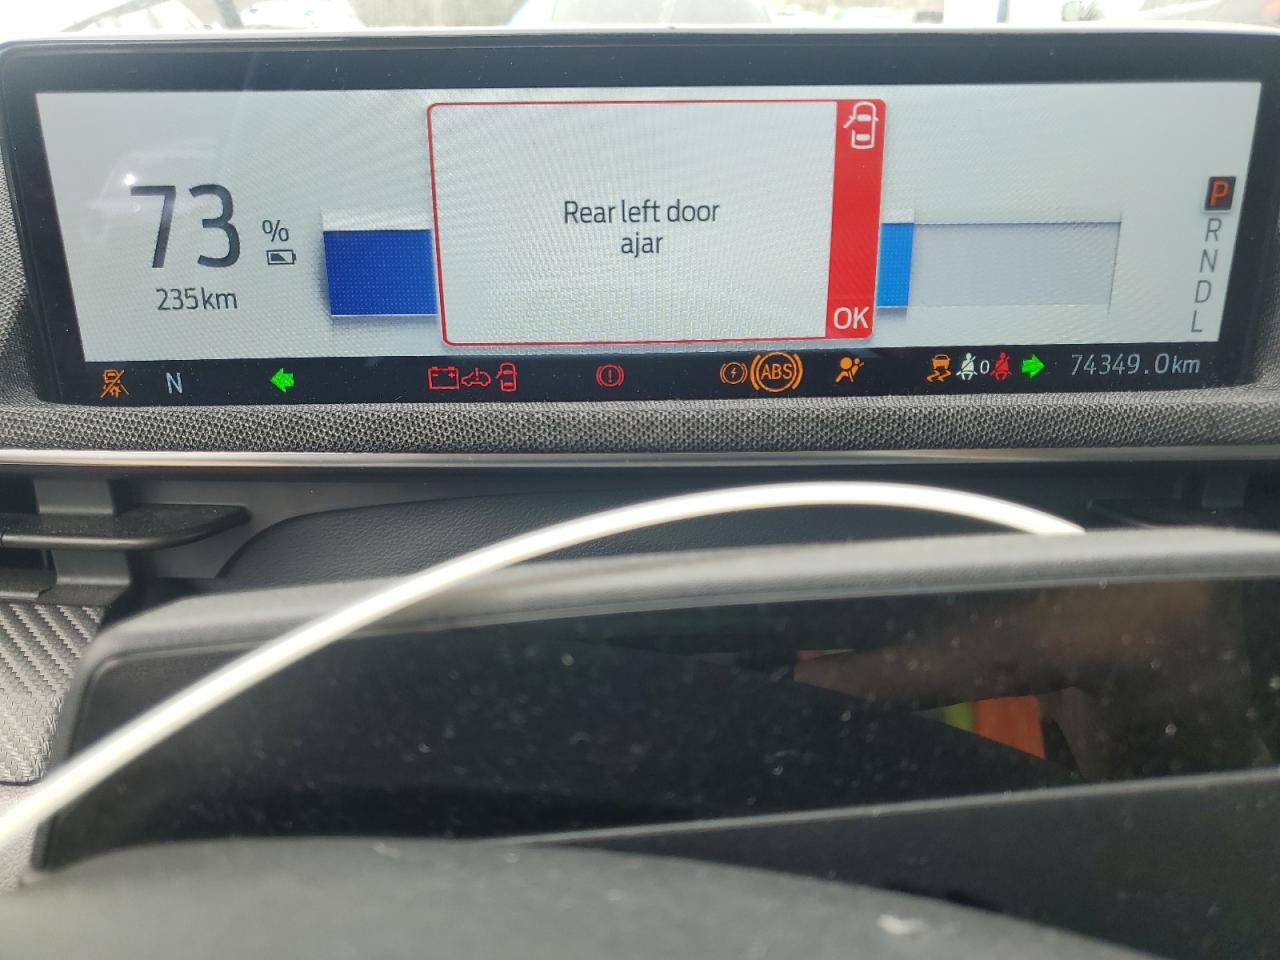 73 %
235km
Rear left door
ajar
OK
P
R
N
D
L
N
ABS
0
74349.0km